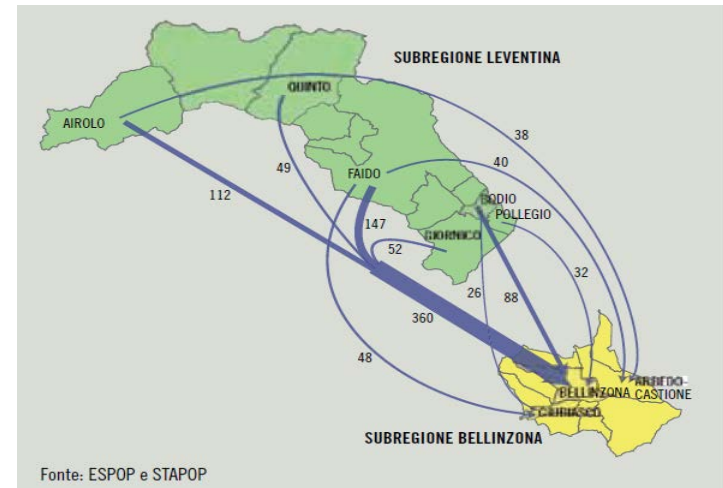 SUBREGIONE LEVENTINA
QUINTO
AIROLO
38
40
49
FAIDO
112
BODIO
147
POLLEGIO
GIORNICO
52
32
26
88
360
48
ARBEDO-
BELLINZONA CASTIONE
GIUBIASCO
SUBREGIONE BELLINZONA
Fonte: ESPOP e STAPOP